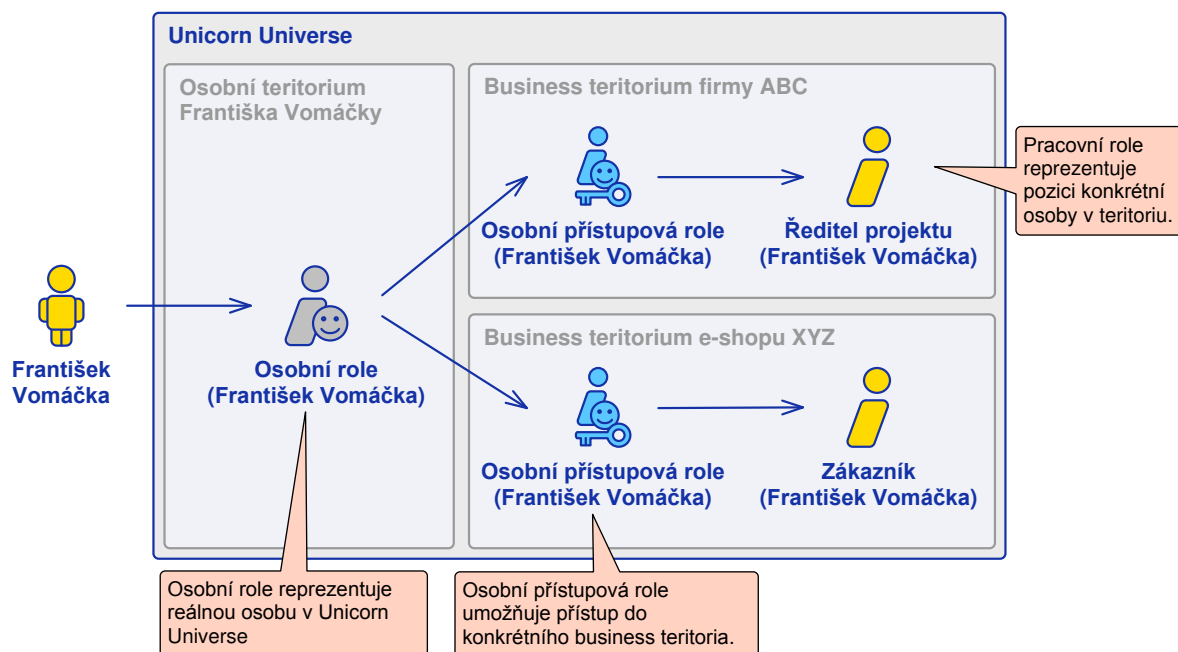 Unicorn Universe
Osobní teritorium
Františka Vomáčky
Business teritorium firmy ABC
Osobní přístupová role
(František Vomáčka)
Ředitel projektu
(František Vomáčka)
Pracovní role
reprezentuje
pozici konkrétní
osoby v teritoriu.
František
Vomáčka
Osobní role
(František Vomáčka)
Business teritorium e-shopu XYZ
Osobní přístupová role
(František Vomáčka)
Zákazník
(František Vomáčka)
Osobní role reprezentuje
reálnou osobu v Unicorn
Universe
Osobní přístupová role
umožňuje přístup do
konkrétního business teritoria.